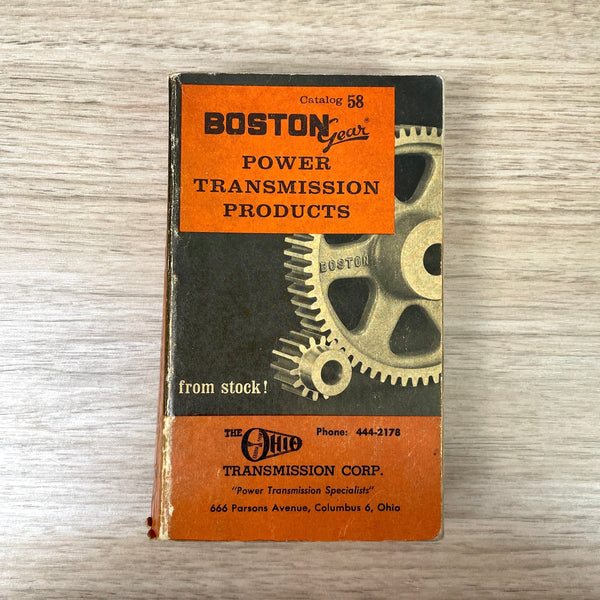 Catalog 58
BOSTON Gear®
POWER
TRANSMISSION
PRODUCTS
BOSTON
from stock!
THE OHIO Phone: 444-2178
TRANSMISSION CORP.
"Power Transmission Specialists"
666 Parsons Avenue, Columbus 6, Ohio